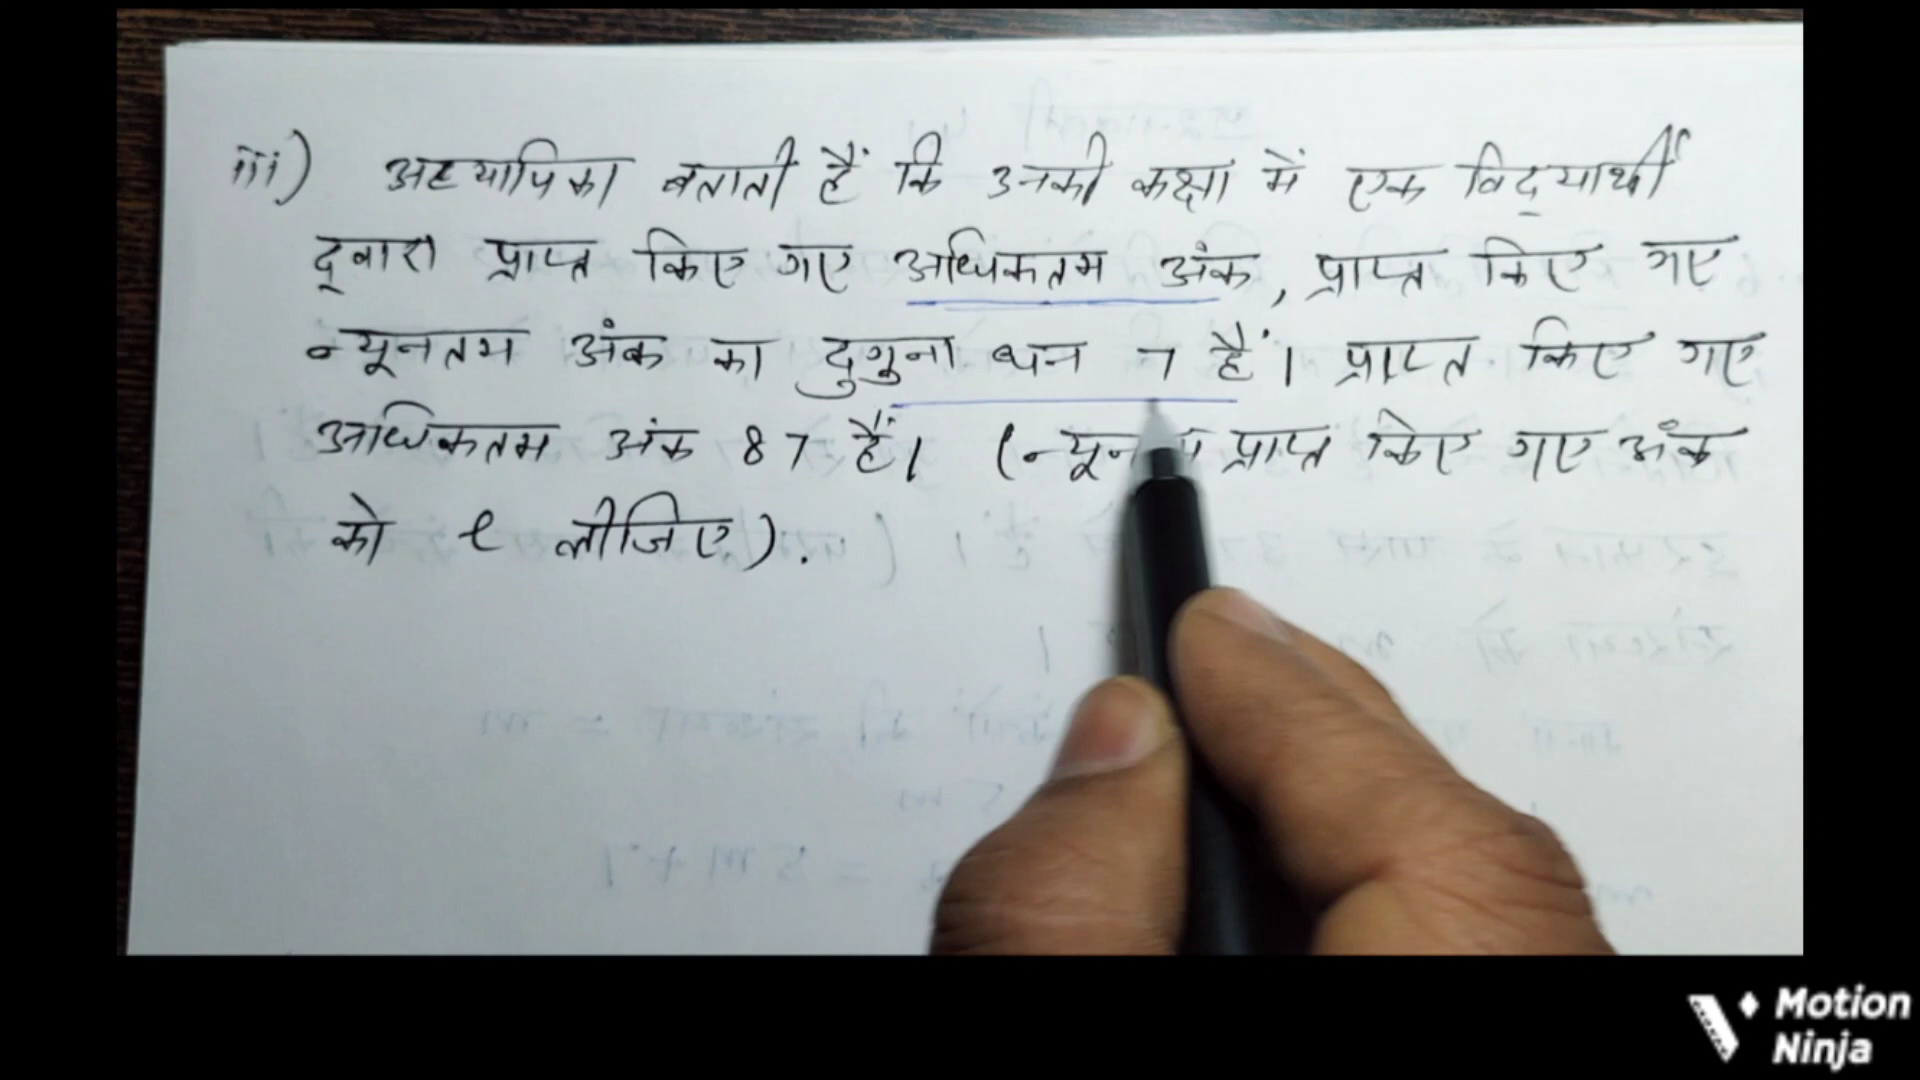 iii) अध्यापिका बताती हैं कि उनकी कक्षा में एक विद्यार्थी
द्वारा प्राप्त किए गए अधिकतम अंक, प्राप्त किए गए
न्यूनतम अंक का दुगुना धन 7 है। प्राप्त किए गए
अधिकतम अंक 87 हैं। (प्राप्त किए गए अंक
को l लीजिए).
Motion
Ninja